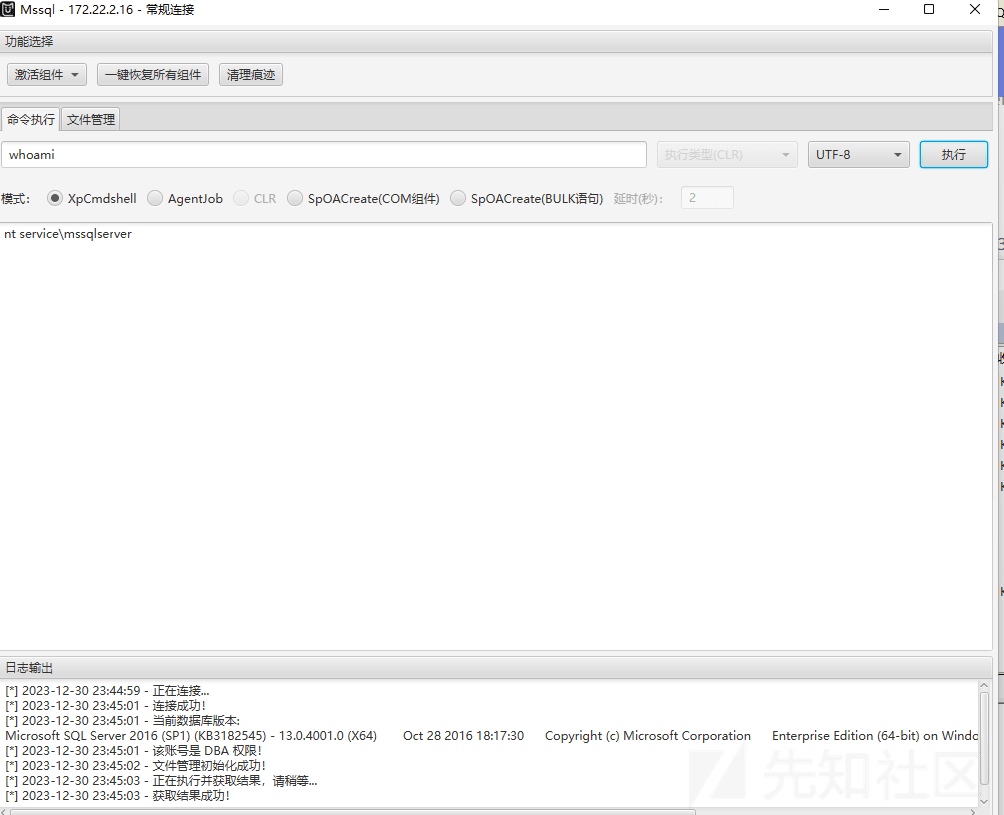 Mssql - 172.22.2.16 - 常规连接
功能选择
激活组件 一键恢复所有组件 清理痕迹
命令执行 文件管理
whoami 执行类型(CLR) UTF-8 执行
模式： XpCmdshell AgentJob CLR SpOACreate(COM组件) SpOACreate(BULK语句) 延时(秒)： 2
nt service\mssqlserver
日志输出
[*] 2023-12-30 23:44:59 - 正在连接...
[*] 2023-12-30 23:45:01 - 连接成功！
[*] 2023-12-30 23:45:01 - 当前数据库版本:
Microsoft SQL Server 2016 (SP1) (KB3182545) - 13.0.4001.0 (X64) Oct 28 2016 18:17:30 Copyright (c) Microsoft Corporation Enterprise Edition (64-bit) on Windo
[*] 2023-12-30 23:45:01 - 该账号是 DBA 权限！
[*] 2023-12-30 23:45:02 - 文件管理初始化成功！
[*] 2023-12-30 23:45:03 - 正在执行并获取结果，请稍等...
[*] 2023-12-30 23:45:03 - 获取结果成功！
先知社区